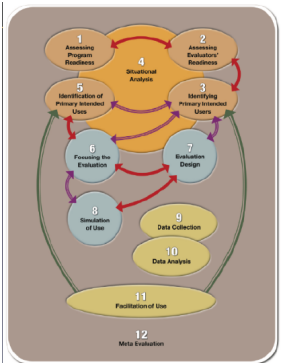 1
Assessing
Program
Readiness
2
Assessing
Evaluators'
Readiness
4
Situational
Analysis
5
Identification of
Primary Intended
Uses
3
Identifying
Primary Intended
Users
6
Focusing the
Evaluation
7
Evaluation
Design
8
Simulation
of Use
9
Data Collection
10
Data Analysis
11
Facilitation of Use
12
Meta Evaluation